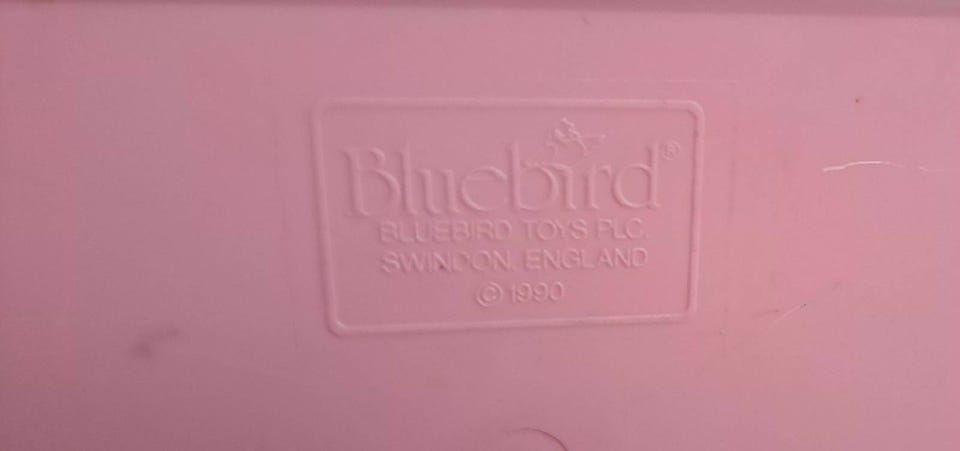 Bluebird®
BLUEBIRD TOYS PLC.
SWINDON, ENGLAND
© 1990